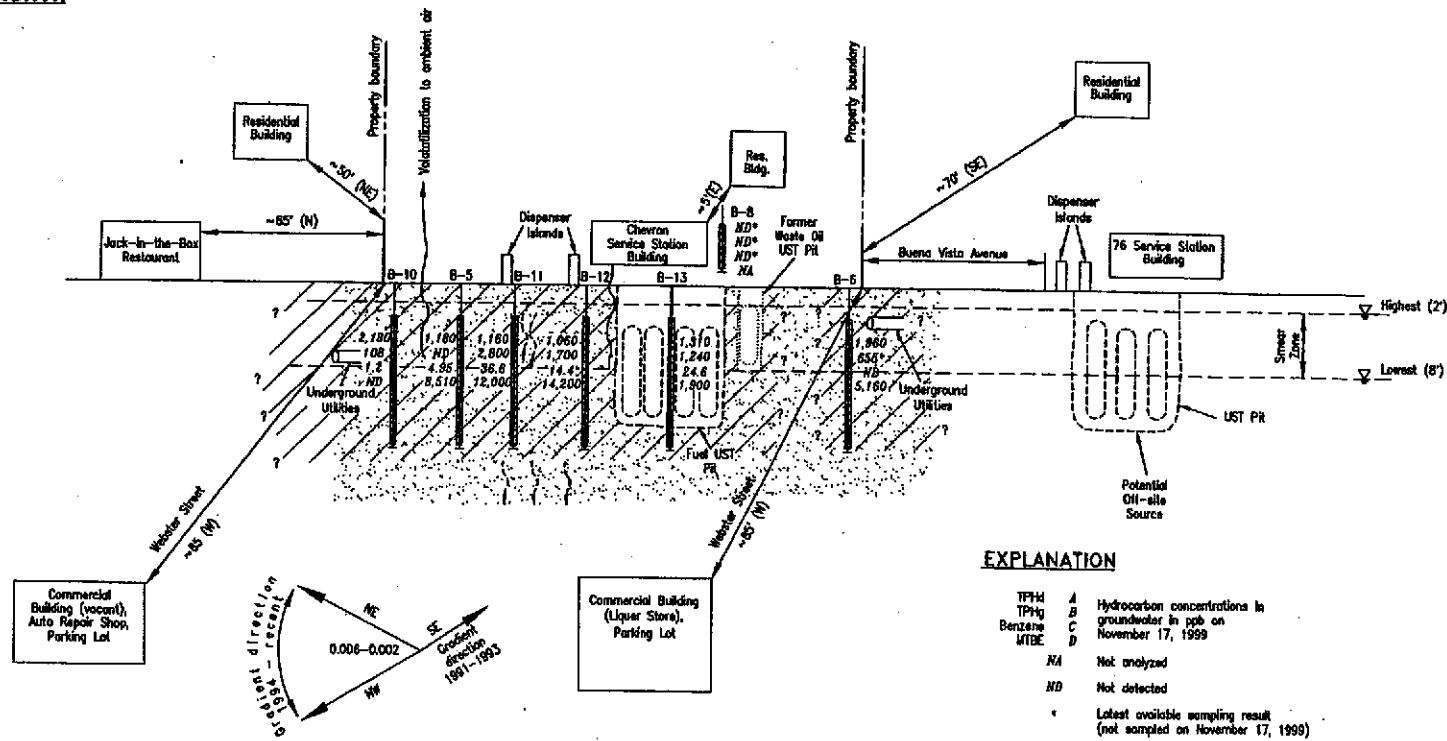 Property boundary
Volatatilization to ambient air
Property boundary
Residential
Building
Residential
Building
~50' (NE)
Res.
Bldg.
~5'(E)
~70' (SE)
~65' (N)
Jack-in-the-Box
Restaurant
Dispenser
Islands
Chevron
Service Station
Building
B-8
ND*
ND*
ND*
NA
Former
Waste Oil
UST Pit
Buena Vista Avenue
Dispenser
Islands
76 Service Station
Building
B-10
B-5
B-11
B-12
B-13
B-6
Highest (2')
Smear
Zone
Lowest (8')
2,180
108
1.2
ND
1,180
ND
4.95
8,510
1,160
2,800
36.6
12,000
1,060
1,700
14.4
14,200
1,310
1,240
24.6
1,900
1,960
ND
5,160
Underground
Utilities
Underground
Utilities
Fuel UST
Pit
UST Pit
Potential
Off-site
Source
Webster Street
~85 (W)
Webster Street
~85' (W)
Commercial
Building (vacant),
Auto Repair Shop,
Parking Lot
Commercial Building
(Liquer Store),
Parking Lot
Gradient direction
1994 - recent
NE
0.006-0.002
NW
SE
Gradient
direction
1991-1993
EXPLANATION
TPHd A
TPHg B
Benzene C
MTBE D
Hydrocarbon concentrations in
groundwater in ppb on
November 17, 1999
NA Not analyzed
ND Not detected
* Latest available sampling result
(not sampled on November 17, 1999)